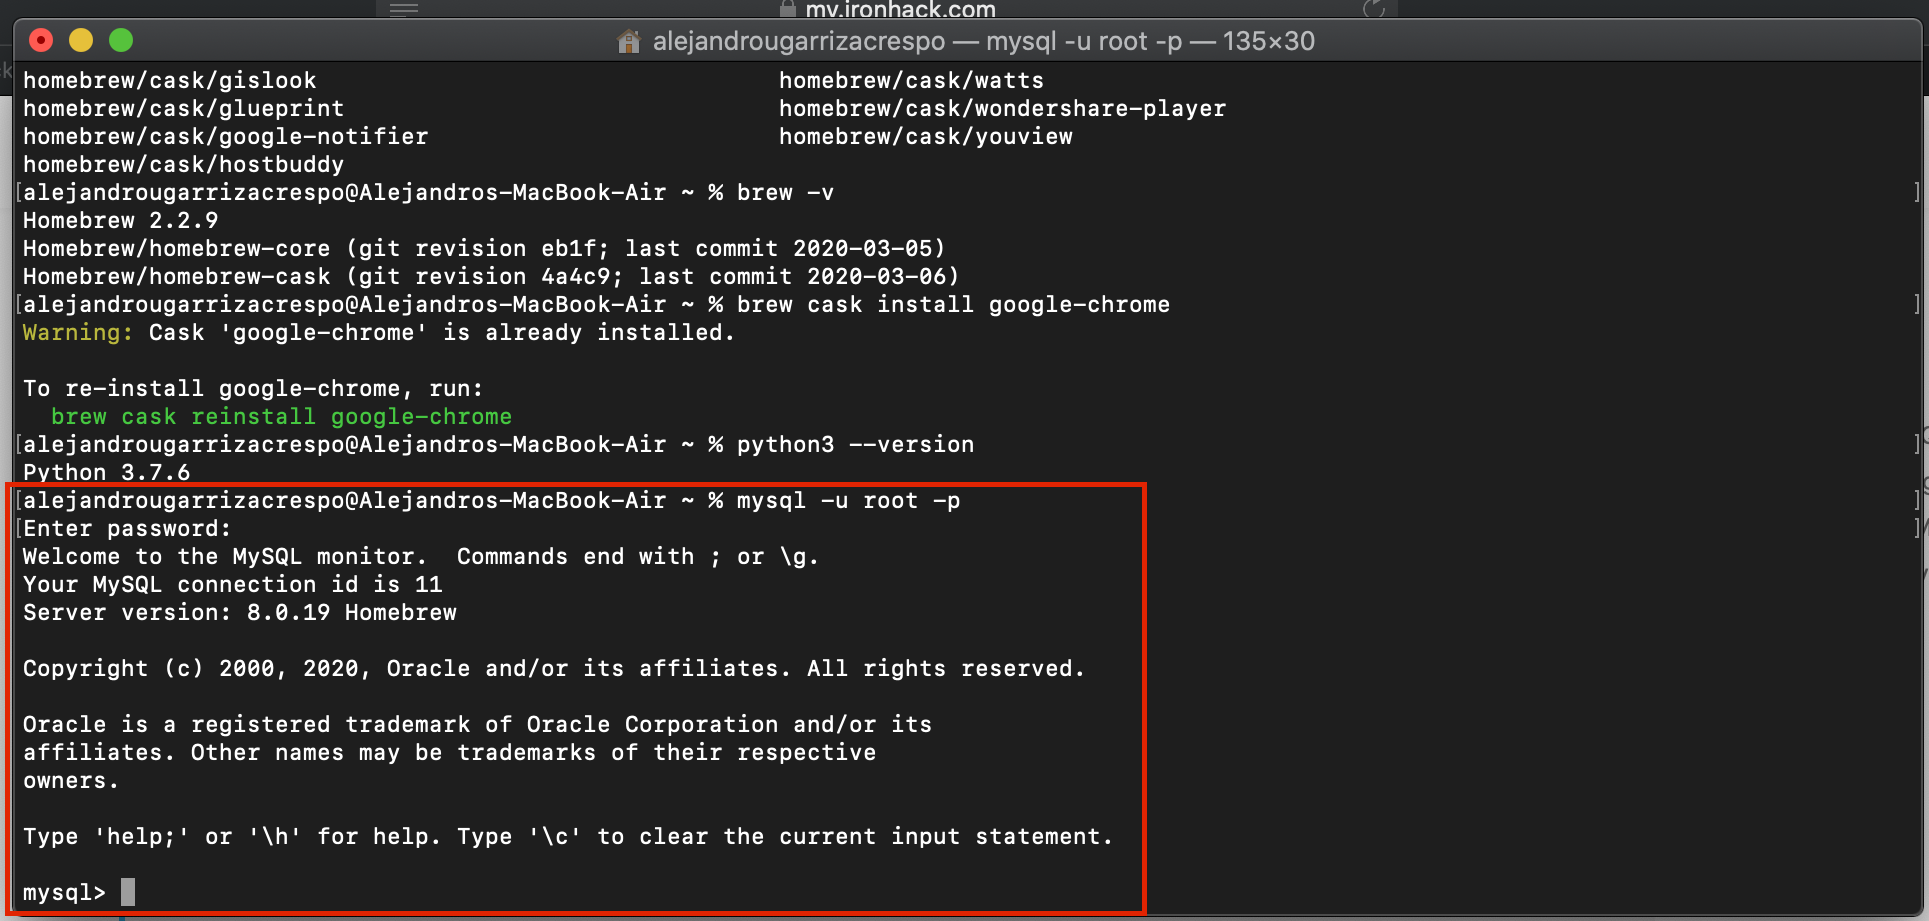 my.ironhack.com
alejandrougarrizacrespo — mysql -u root -p — 135×30
homebrew/cask/gislook homebrew/cask/watts
homebrew/cask/glueprint homebrew/cask/wondershare-player
homebrew/cask/google-notifier homebrew/cask/youview
homebrew/cask/hostbuddy
[alejandrougarrizacrespo@Alejandros-MacBook-Air ~ % brew -v ]
Homebrew 2.2.9
Homebrew/homebrew-core (git revision eb1f; last commit 2020-03-05)
Homebrew/homebrew-cask (git revision 4a4c9; last commit 2020-03-06)
[alejandrougarrizacrespo@Alejandros-MacBook-Air ~ % brew cask install google-chrome ]
Warning: Cask 'google-chrome' is already installed.
To re-install google-chrome, run:
brew cask reinstall google-chrome
[alejandrougarrizacrespo@Alejandros-MacBook-Air ~ % python3 --version ]
Python 3.7.6
[alejandrougarrizacrespo@Alejandros-MacBook-Air ~ % mysql -u root -p ]
[Enter password: ]
Welcome to the MySQL monitor.  Commands end with ; or \g.
Your MySQL connection id is 11
Server version: 8.0.19 Homebrew
Copyright (c) 2000, 2020, Oracle and/or its affiliates. All rights reserved.
Oracle is a registered trademark of Oracle Corporation and/or its
affiliates. Other names may be trademarks of their respective
owners.
Type 'help;' or '\h' for help. Type '\c' to clear the current input statement.
mysql>